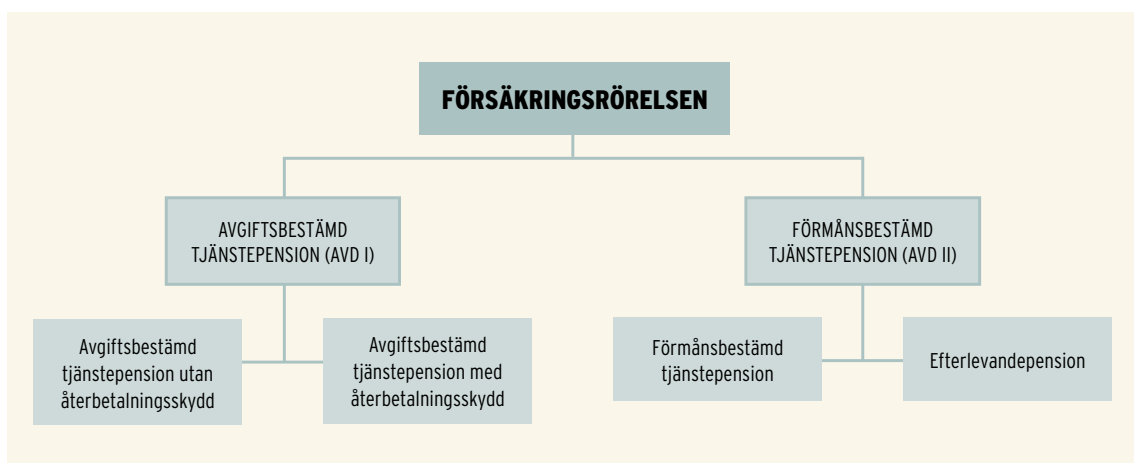 FÖRSÄKRINGSRÖRELSEN
AVGIFTSBESTÄMD
TJÄNSTEPENSION (AVD I)
FÖRMÅNSBESTÄMD
TJÄNSTEPENSION (AVD II)
Avgiftsbestämd
tjänstepension utan
återbetalningsskydd
Avgiftsbestämd
tjänstepension med
återbetalningsskydd
Förmånsbestämd
tjänstepension
Efterlevandepension